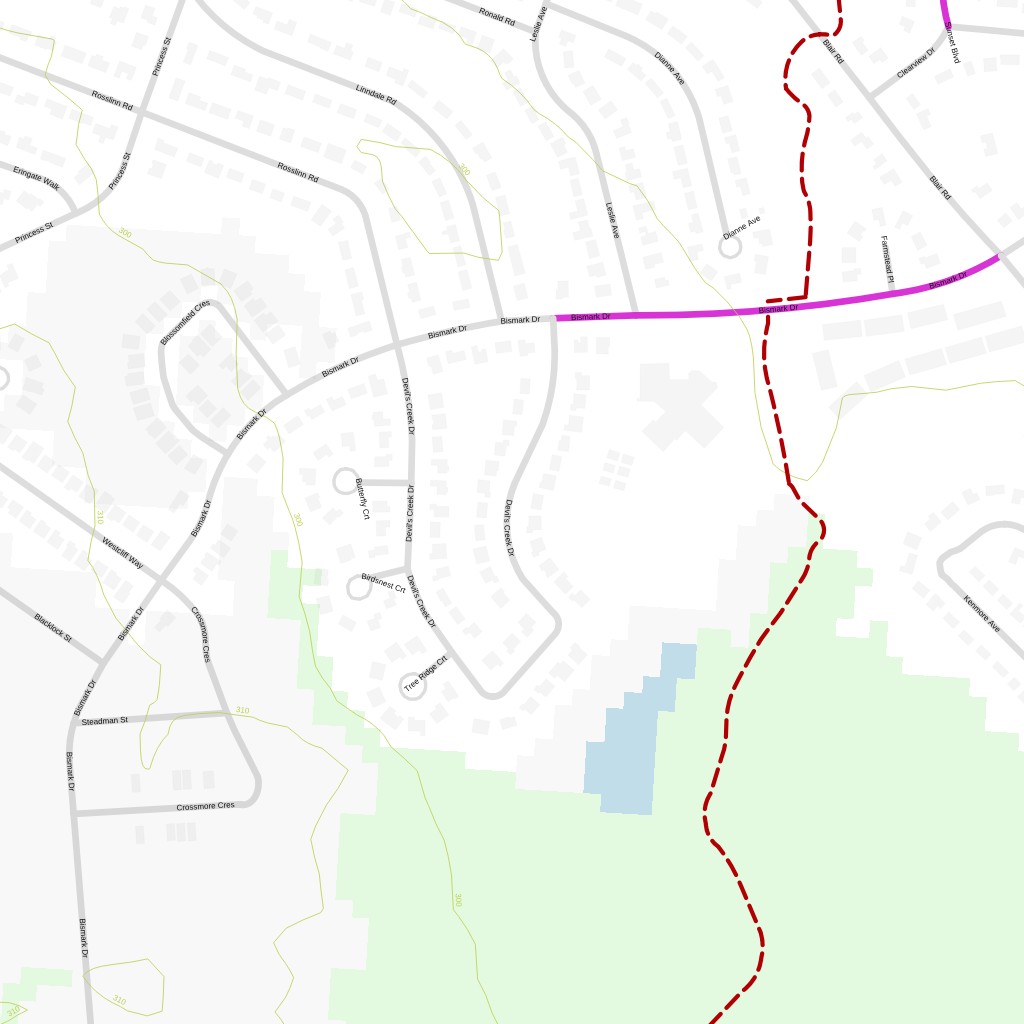 Ronald Rd
Leslie Ave
Princess St
Dianne Ave
Blair Rd
Sunset Blvd
Clearview Dr
Rosslinn Rd
Linndale Rd
Eringate Walk
Princess St
Rosslinn Rd
300
Blair Rd
Princess St
300
Leslie Ave
Dianne Ave
Farmstead Pl
Bismark Dr
Blossomfield Cres
Bismark Dr
Bismark Dr
Bismark Dr
Bismark Dr
Bismark Dr
Bismark Dr
Devil's Creek Dr
Butterfly Crt
Bismark Dr
310
300
Devil's Creek Dr
Devil's Creek Dr
Westcliff Way
Birdsnest Crt
Devil's Creek Dr
Blacklock St
Bismark Dr
Crossmore Cres
Kenmore Ave
Tree Ridge Crt
Bismark Dr
Steadman St
310
Bismark Dr
Crossmore Cres
300
Bismark Dr
310
310